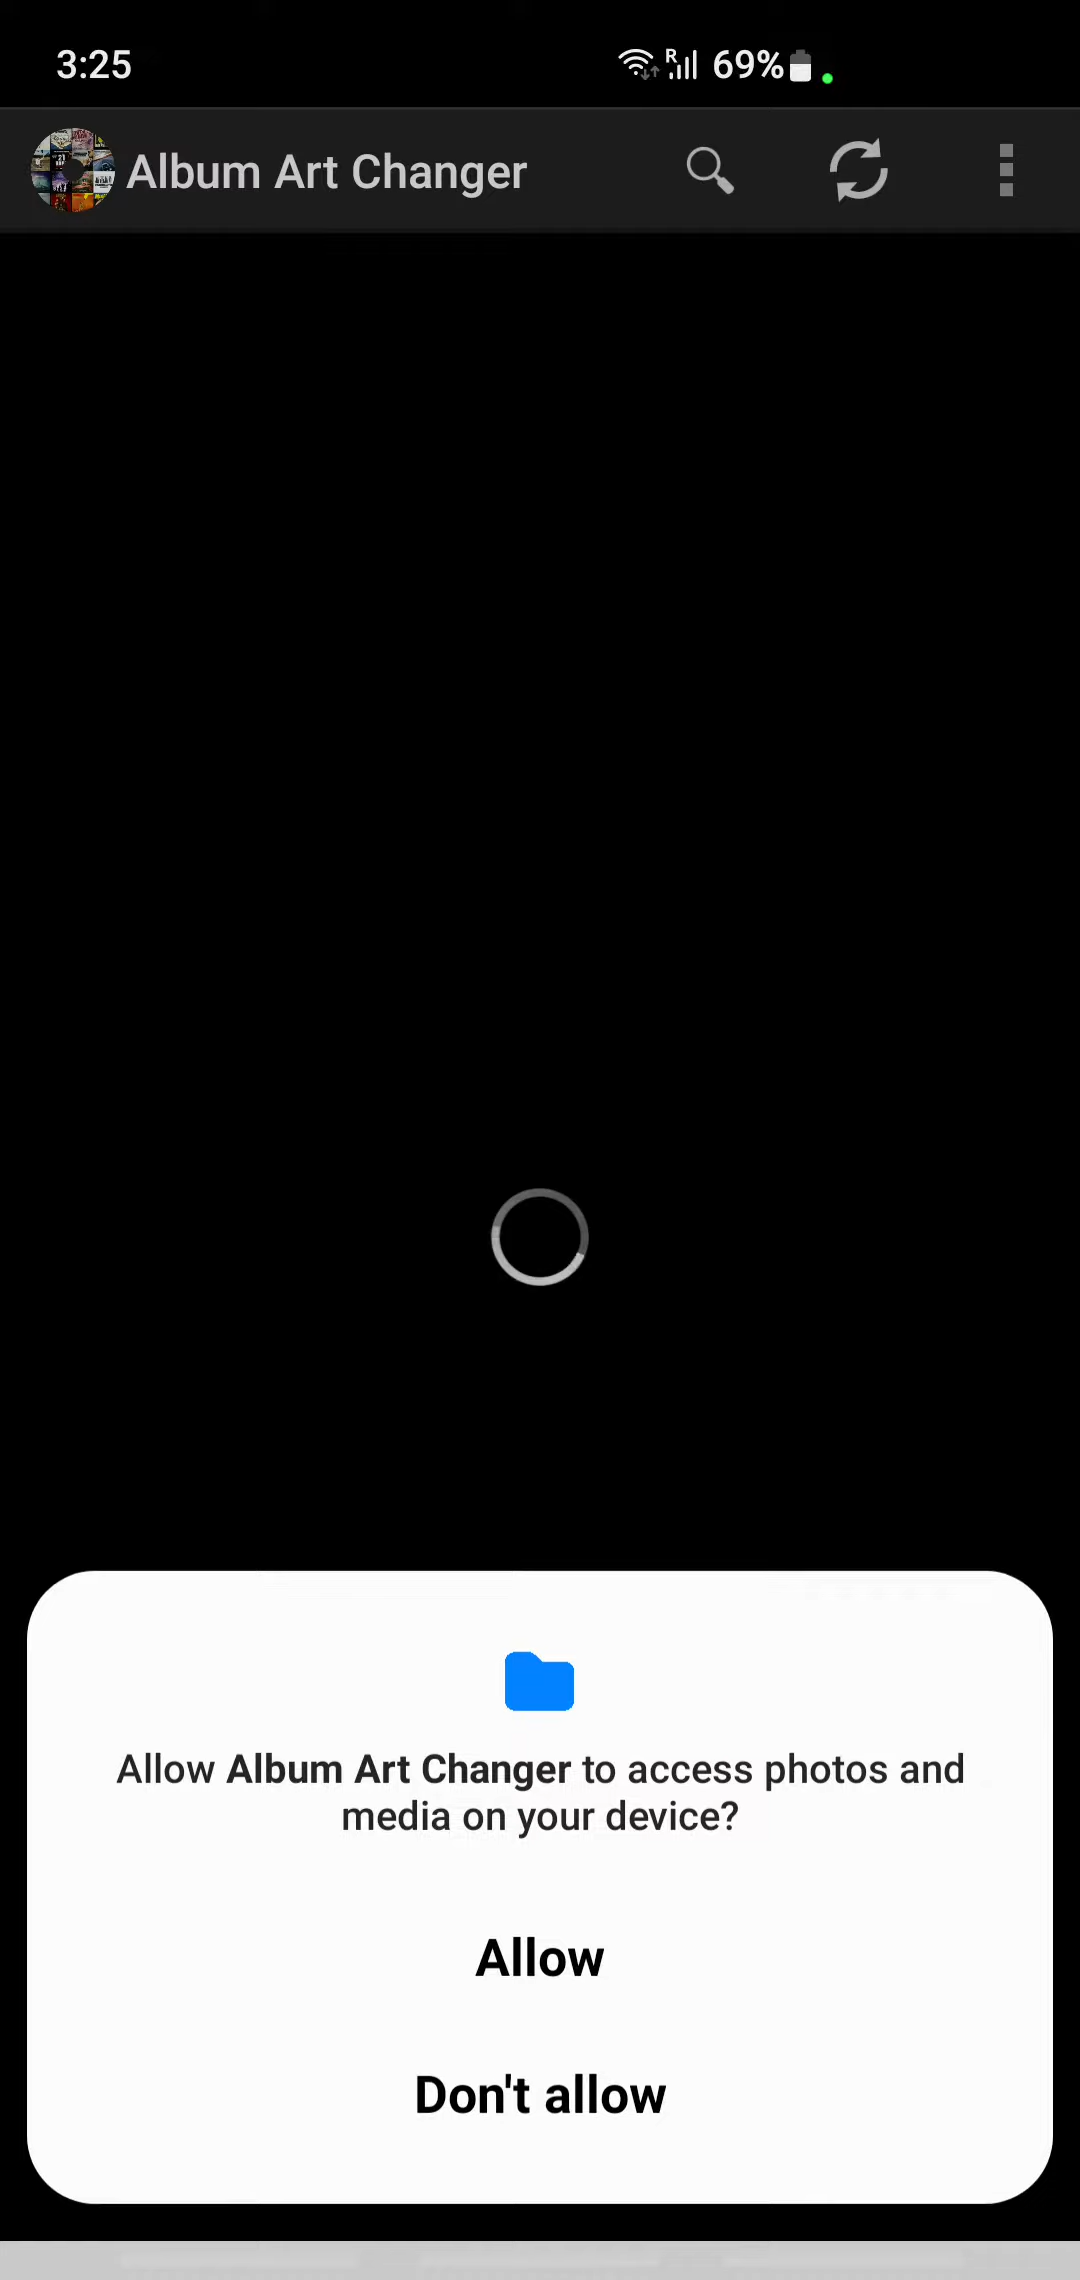 3:25
R 69%
Album Art Changer
Allow Album Art Changer to access photos and
media on your device?
Allow
Don't allow